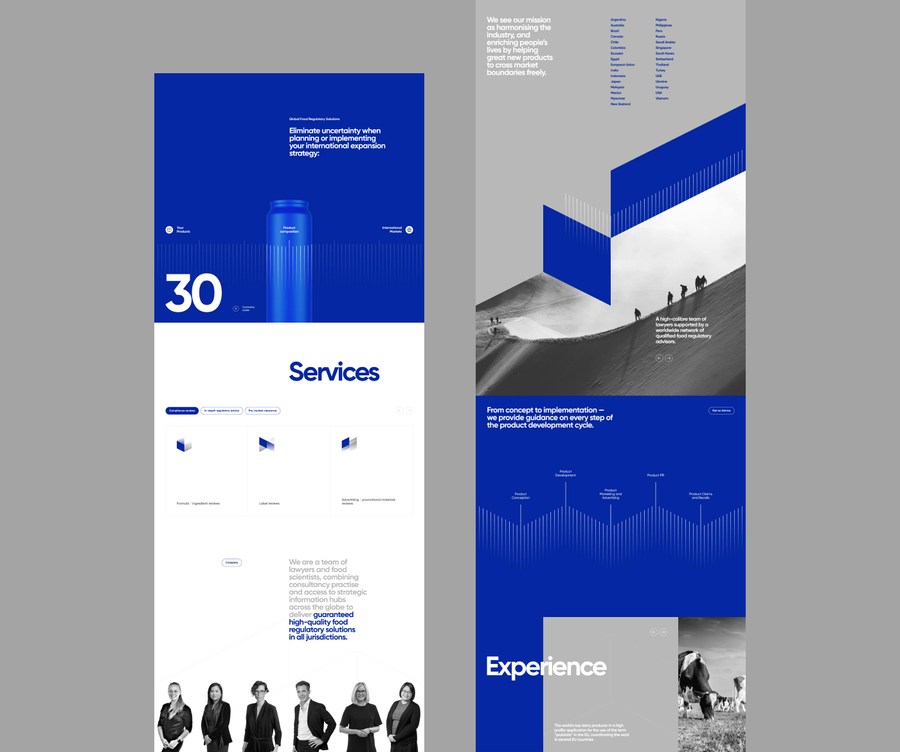 Global Food Regulatory Solutions
Eliminate uncertainty when
planning or implementing
your international expansion
strategy:
Your
Products
Product
composition
International
Markets
30
Services
Compliance reviews
In-depth regulatory advice
Pre-market clearance
Formula - ingredient reviews
Label reviews
Advertising - promotional material
reviews
We are a team of
lawyers and food
scientists, combining
consultancy practise
and access to strategic
information hubs
across the globe to
deliver guaranteed
high-quality food
regulatory solutions
in all jurisdictions.
We see our mission
as harmonising the
industry, and
enriching people's
lives by helping
great new products
to cross market
boundaries freely.
Argentina
Australia
Brazil
Canada
Chile
Colombia
Ecuador
Egypt
European Union
India
Indonesia
Japan
Malaysia
Mexico
Myanmar
New Zealand
Nigeria
Philippines
Peru
Russia
Saudi Arabia
Singapore
South Korea
Switzerland
Thailand
Turkey
UAE
Ukraine
Uruguay
USA
Vietnam
A high-calibre team of
lawyers supported by a
worldwide network of
qualified food regulatory
advisors.
From concept to implementation —
we provide guidance on every step of
the product development cycle.
Get an Advice
Product
Conception
Product
Development
Product
Marketing and
Advertising
Product PR
Product Claims
and Recalls
Experience
The world's top dairy producer in a high
profile application for the use of the term
"probiotic" in the EU, coordinating the work
in several EU countries